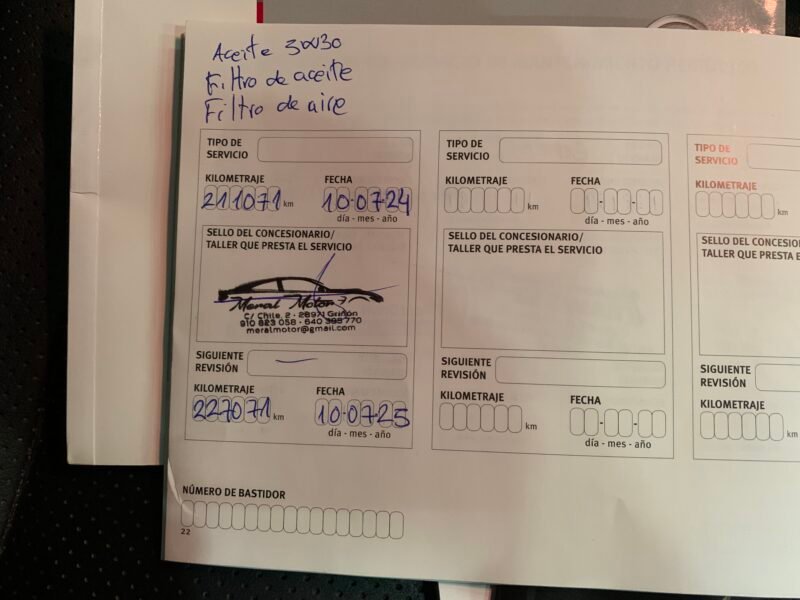 Aceite 30W30
Filtro de aceite
Filtro de aire
TIPO DE
SERVICIO
KILOMETRAJE
211071 km
FECHA
10-07-24
día - mes - año
SELLO DEL CONCESIONARIO/
TALLER QUE PRESTA EL SERVICIO
Meral Motor
C/ Chile, 2 - 28971 Griñón
910 823 058 - 640 395 770
meralmotor@gmail.com
SIGUIENTE
REVISIÓN
KILOMETRAJE
227071 km
FECHA
10-07-25
día - mes - año
TIPO DE
SERVICIO
KILOMETRAJE
km
FECHA
día - mes - año
SELLO DEL CONCESIONARIO/
TALLER QUE PRESTA EL SERVICIO
SIGUIENTE
REVISIÓN
KILOMETRAJE
km
FECHA
día - mes - año
TIPO DE
SERVICIO
KILOMETRAJE
km
SELLO DEL CONCESIO
TALLER QUE PRESTA E
SIGUIENTE
REVISIÓN
KILOMETRAJE
km
NÚMERO DE BASTIDOR
22